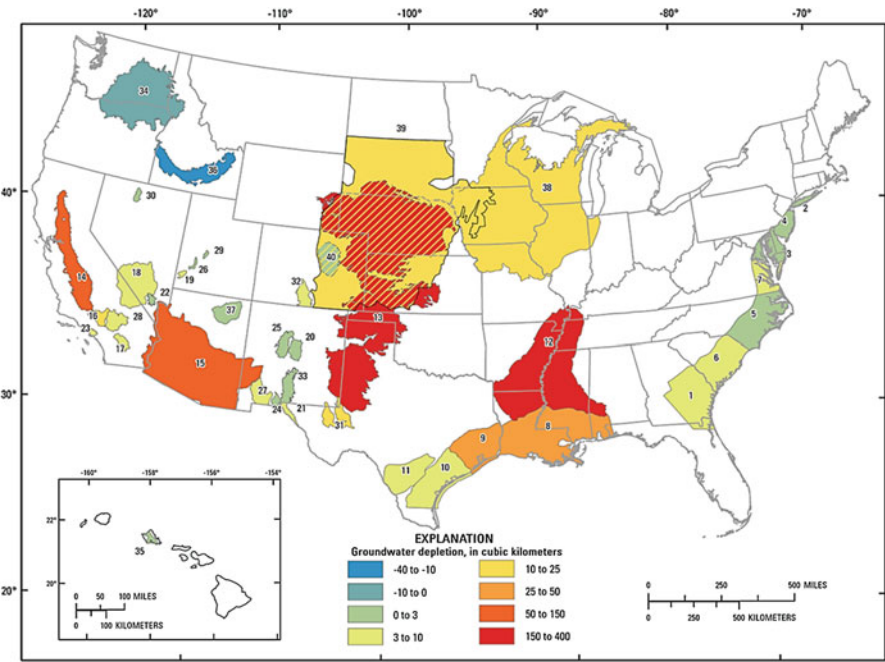 -120° -110° -100° -90° -80° -70°
34
39
36
38
40°
30
2
4
29
40
3
14
18
26
7
19
32
22
37
13
5
16
28
25
12
23
20
17
15
6
33
27
1
30°
24
21
31
8
9
11
10
-160° -158° -156° -154°
22°
35
20°
0 50 100 MILES
0 100 KILOMETERS
20°
EXPLANATION
Groundwater depletion, in cubic kilometers
-40 to -10
-10 to 0
0 to 3
3 to 10
10 to 25
25 to 50
50 to 150
150 to 400
0 250 500 MILES
0 250 500 KILOMETERS